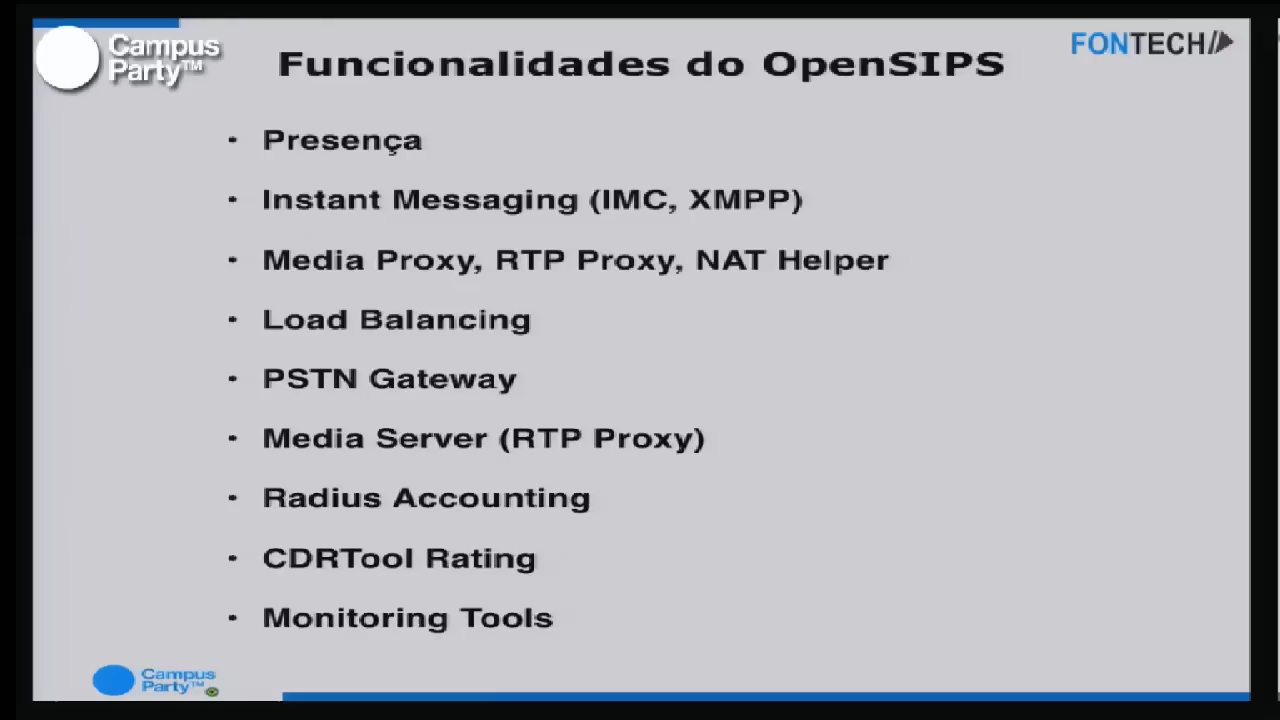 Campus
Party™
FONTECH
Funcionalidades do OpenSIPS
• Presença
• Instant Messaging (IMC, XMPP)
• Media Proxy, RTP Proxy, NAT Helper
• Load Balancing
• PSTN Gateway
• Media Server (RTP Proxy)
• Radius Accounting
• CDRTool Rating
• Monitoring Tools
Campus
Party™